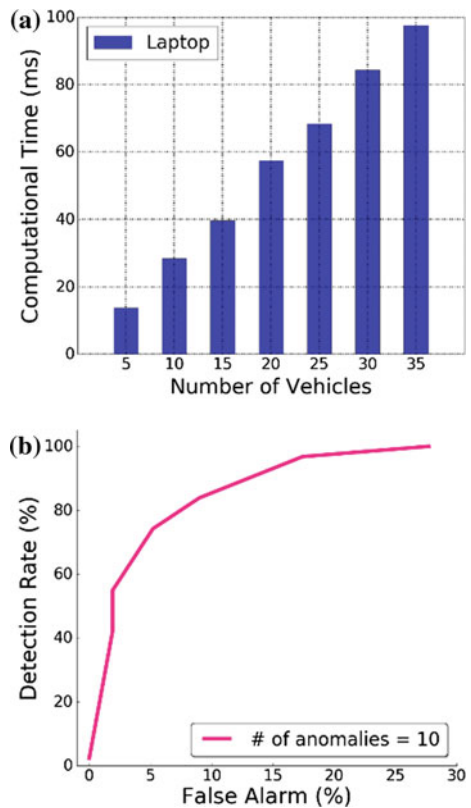 (a)
Laptop
Computational Time (ms)
100
80
60
40
20
0
5 10 15 20 25 30 35
Number of Vehicles
(b)
Detection Rate (%)
100
80
60
40
20
0
# of anomalies = 10
0 5 10 15 20 25 30
False Alarm (%)